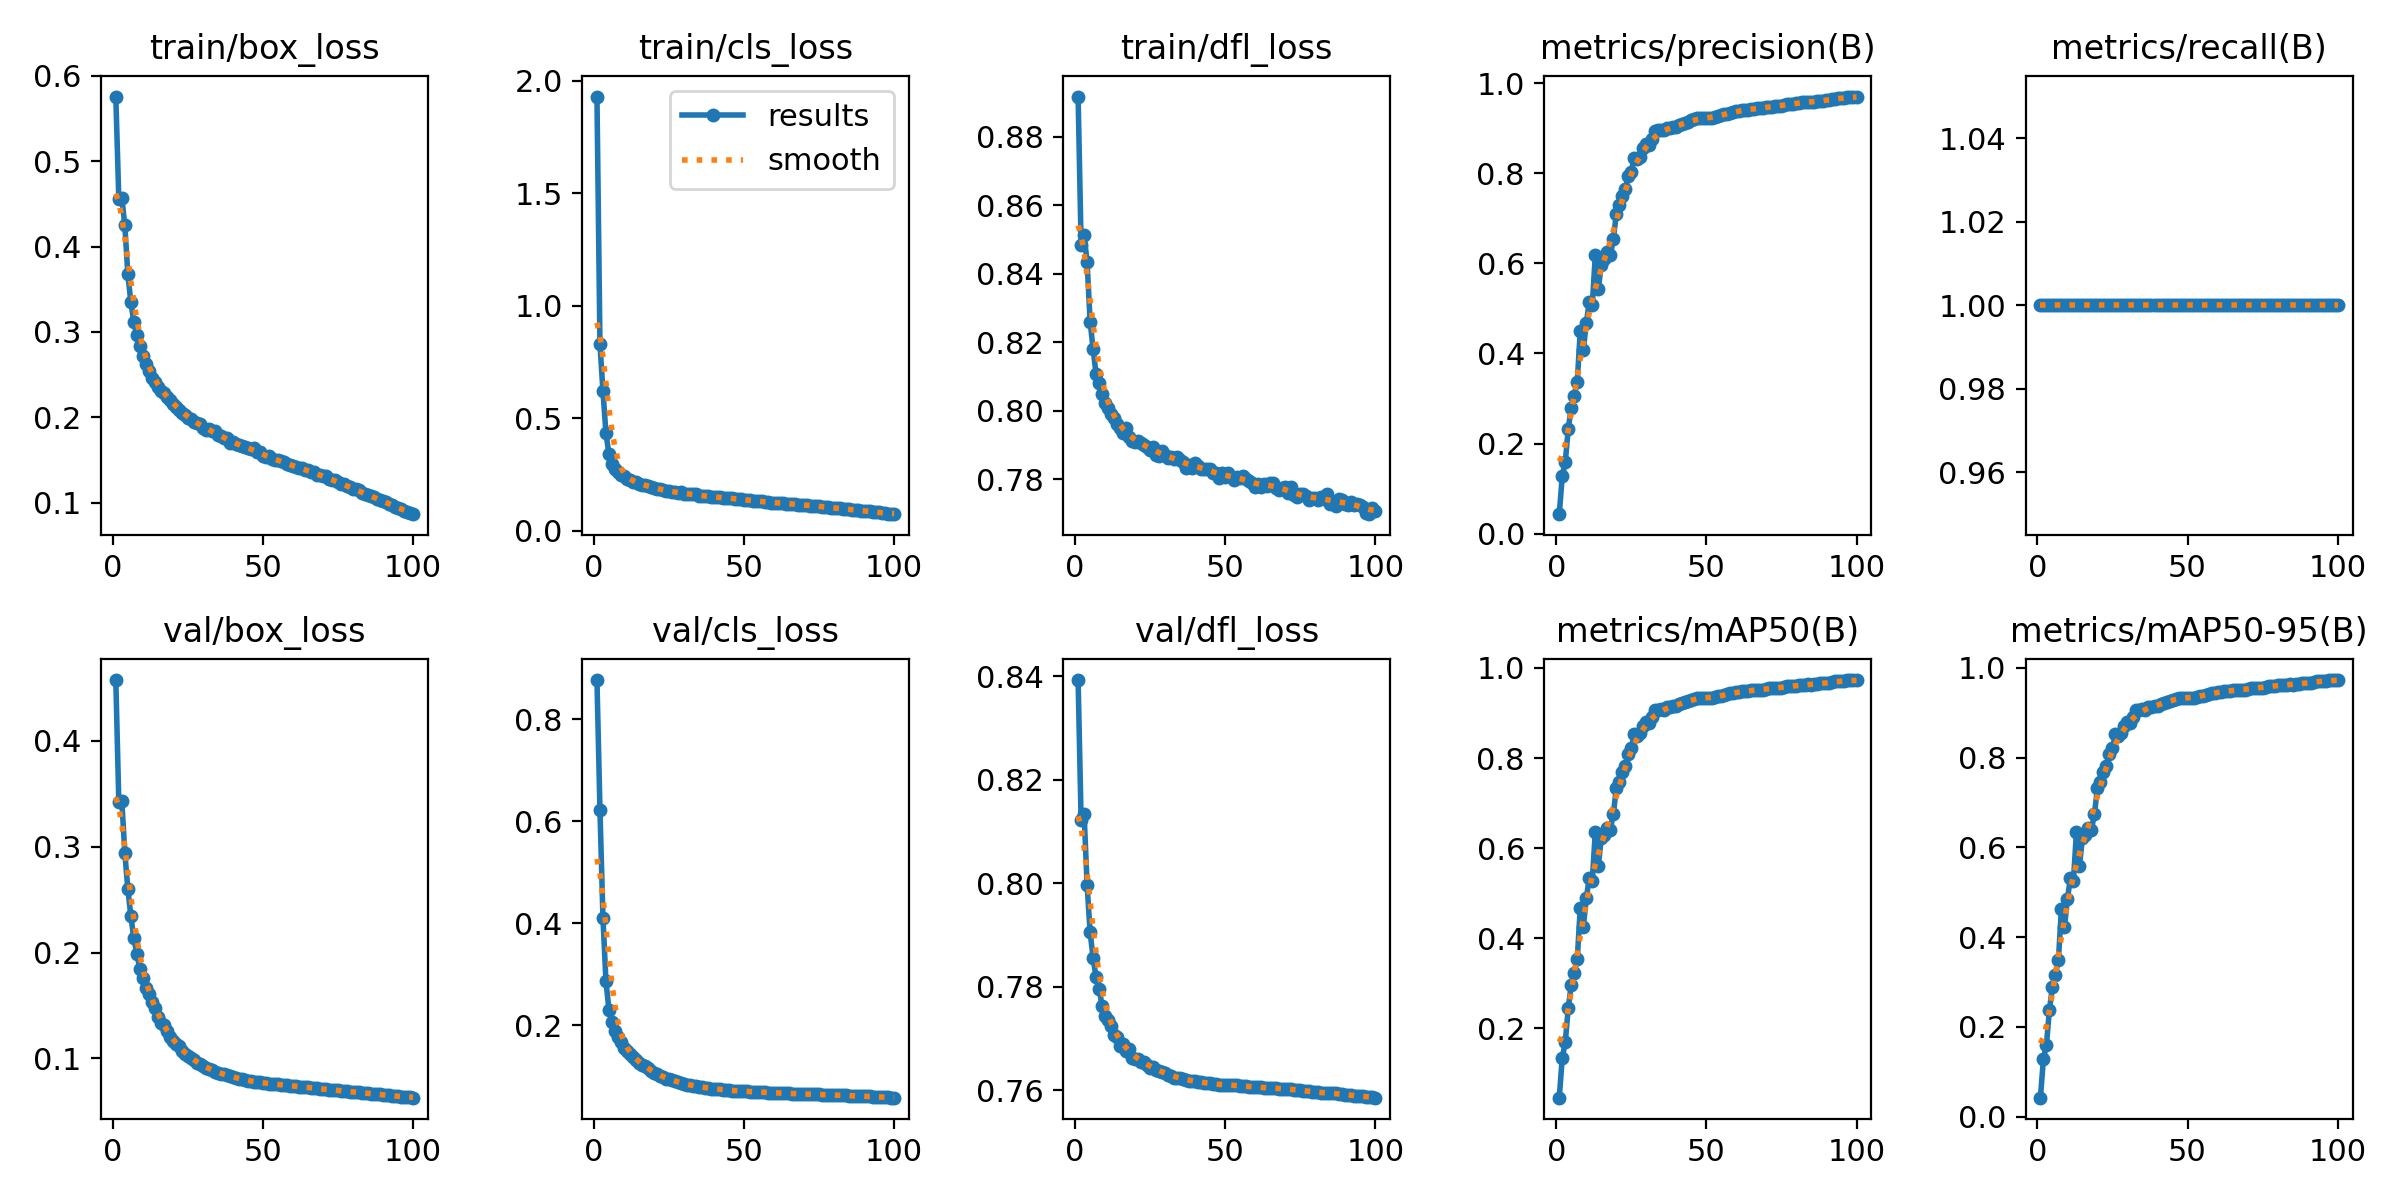 train/box_loss
0.6
0.5
0.4
0.3
0.2
0.1
0 50 100
train/cls_loss
results
smooth
2.0
1.5
1.0
0.5
0.0
0 50 100
train/dfl_loss
0.88
0.86
0.84
0.82
0.80
0.78
0 50 100
metrics/precision(B)
1.0
0.8
0.6
0.4
0.2
0.0
0 50 100
metrics/recall(B)
1.04
1.02
1.00
0.98
0.96
0 50 100
val/box_loss
0.4
0.3
0.2
0.1
0 50 100
val/cls_loss
0.8
0.6
0.4
0.2
0 50 100
val/dfl_loss
0.84
0.82
0.80
0.78
0.76
0 50 100
metrics/mAP50(B)
1.0
0.8
0.6
0.4
0.2
0 50 100
metrics/mAP50-95(B)
1.0
0.8
0.6
0.4
0.2
0.0
0 50 100